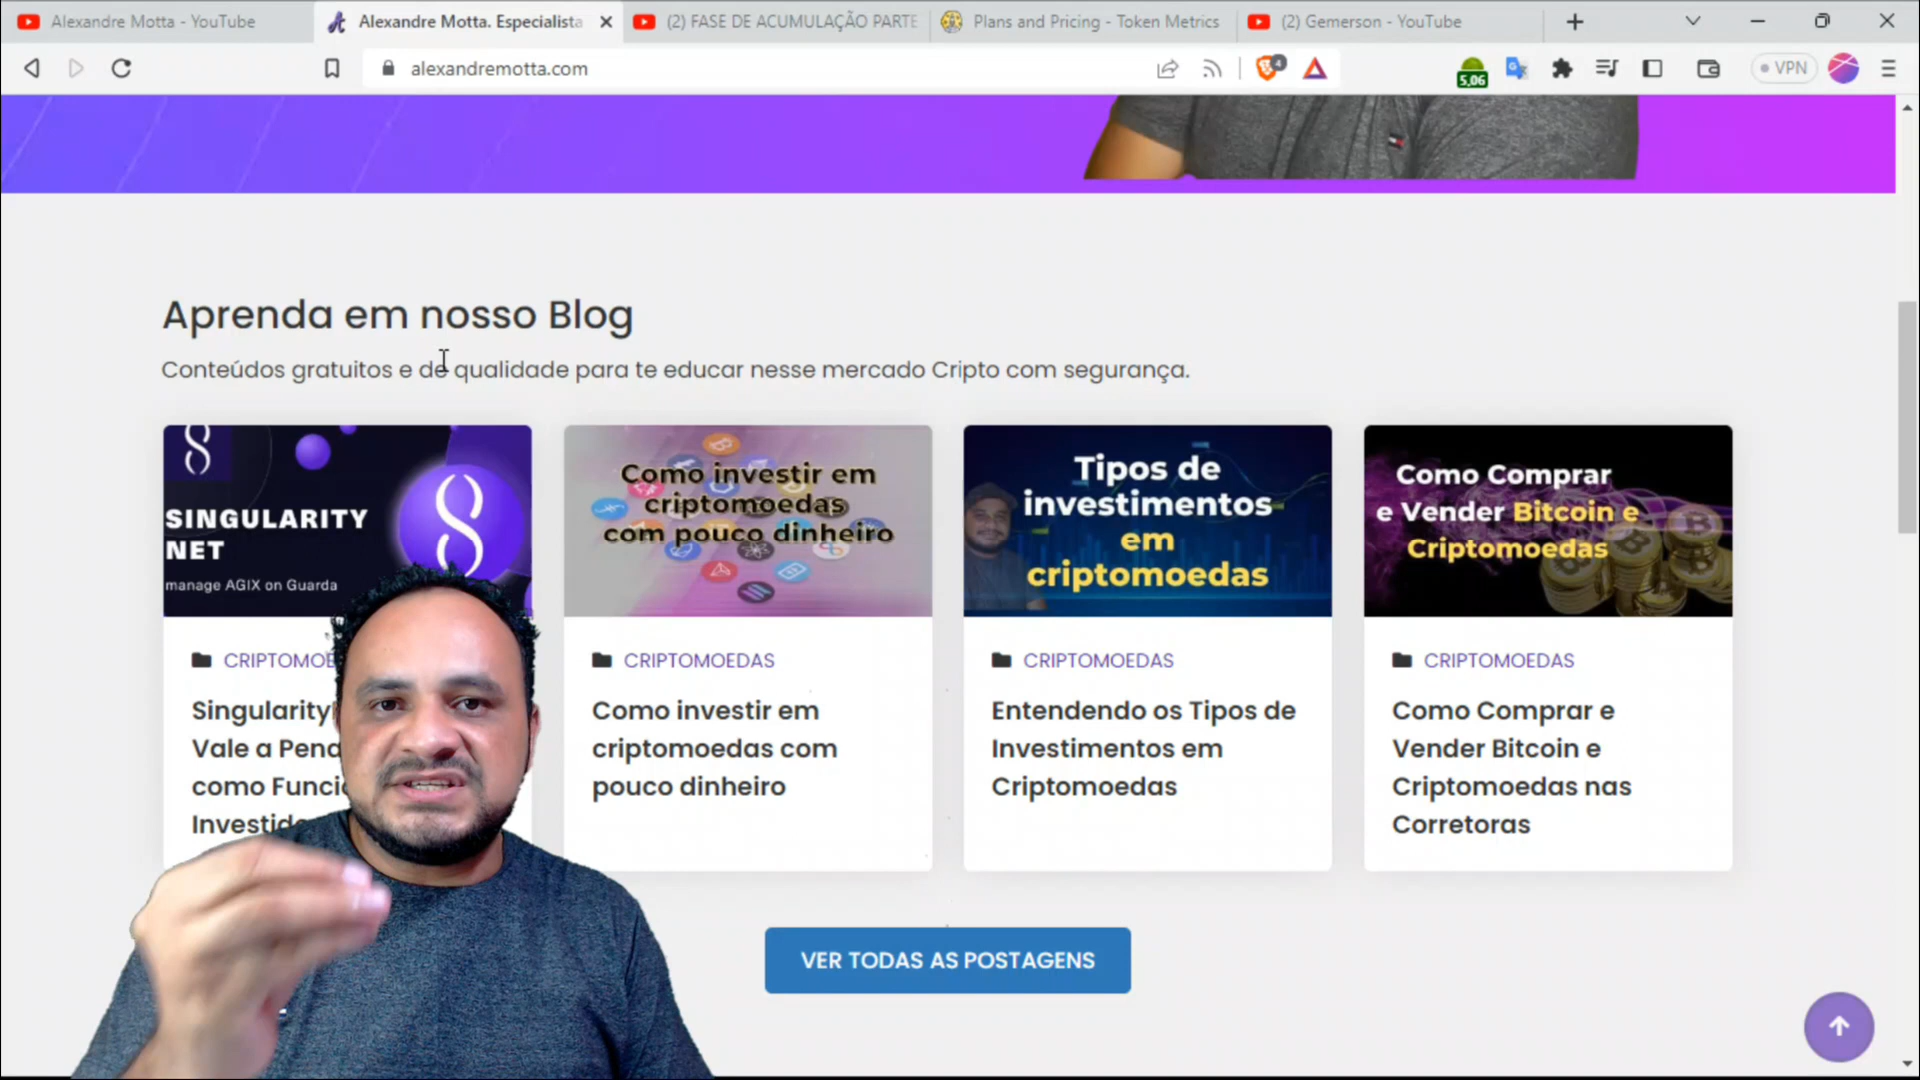 Alexandre Motta - YouTube
Alexandre Motta. Especialista
(2) FASE DE ACUMULAÇÃO PARTE
Plans and Pricing - Token Metrics
(2) Gemerson - YouTube
alexandremotta.com
4
5,06
VPN
Aprenda em nosso Blog
Conteúdos gratuitos e de qualidade para te educar nesse mercado Cripto com segurança.
SINGULARITY
NET
manage AGIX on Guarda
Como investir em
criptomoedas
com pouco dinheiro
Tipos de
investimentos
em
criptomoedas
Como Comprar
e Vender Bitcoin e
Criptomoedas
CRIPTOMOE
Singularity
Vale a Pena
como Funci
Investid
CRIPTOMOEDAS
Como investir em
criptomoedas com
pouco dinheiro
CRIPTOMOEDAS
Entendendo os Tipos de
Investimentos em
Criptomoedas
CRIPTOMOEDAS
Como Comprar e
Vender Bitcoin e
Criptomoedas nas
Corretoras
VER TODAS AS POSTAGENS